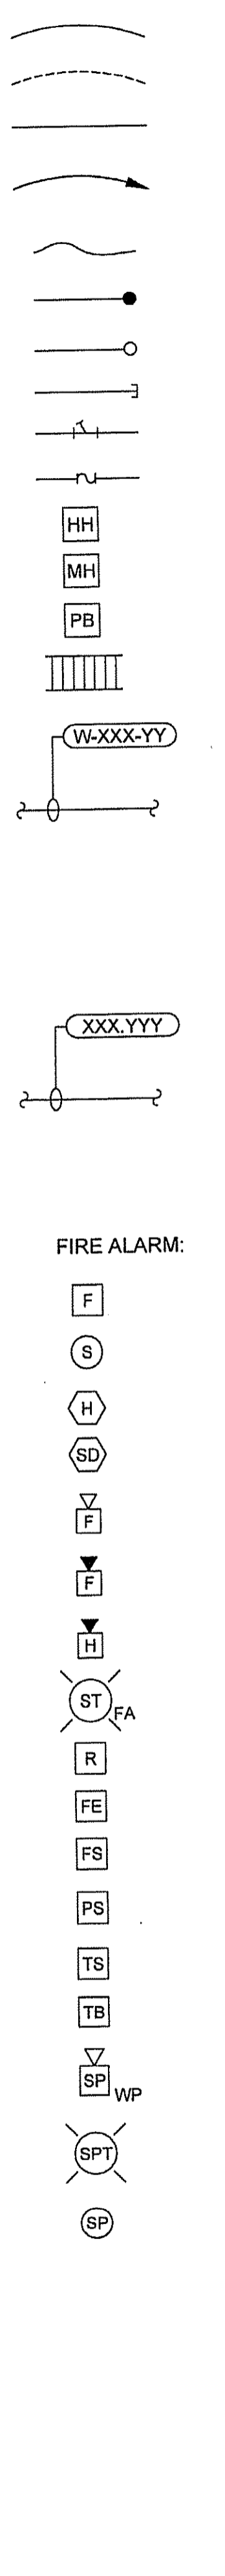 HH
MH
PB
W-XXX-YY
XXX.YYY
FIRE ALARM:
F
S
H
SD
F
F
H
ST
FA
R
FE
FS
PS
TS
TB
SP
WP
SPT
SP